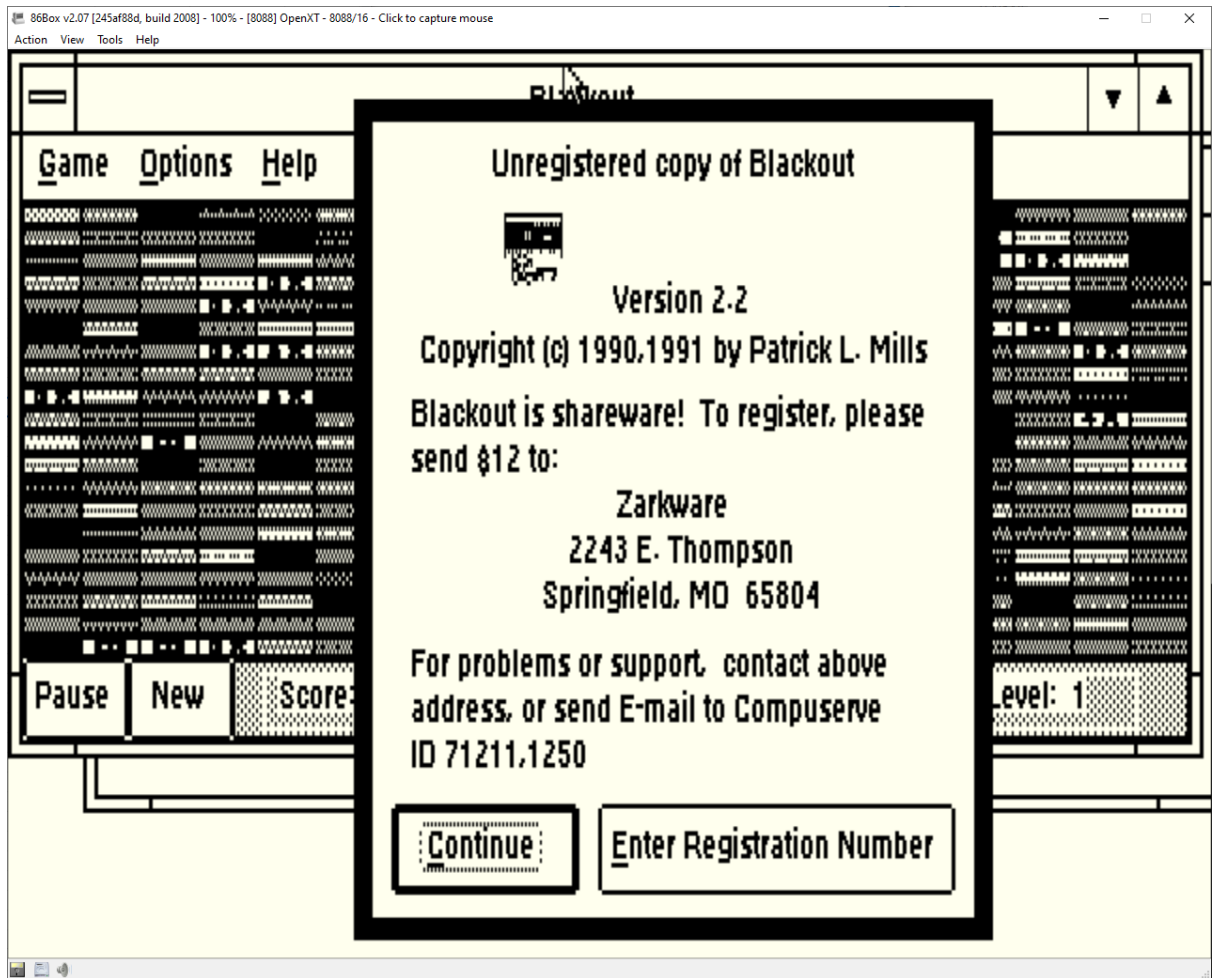 86Box v2.07 [245af88d, build 2008] - 100% - [8088] OpenXT - 8088/16 - Click to capture mouse
Action View Tools Help
Blackout
Game Options Help
Unregistered copy of Blackout
Version 2.2
Copyright (c) 1990,1991 by Patrick L. Mills
Blackout is shareware! To register, please
send $12 to:
Zarkware
2243 E. Thompson
Springfield, MO 65804
For problems or support, contact above
address, or send E-mail to Compuserve
ID 71211,1250
Pause New Score: Level: 1
Continue Enter Registration Number